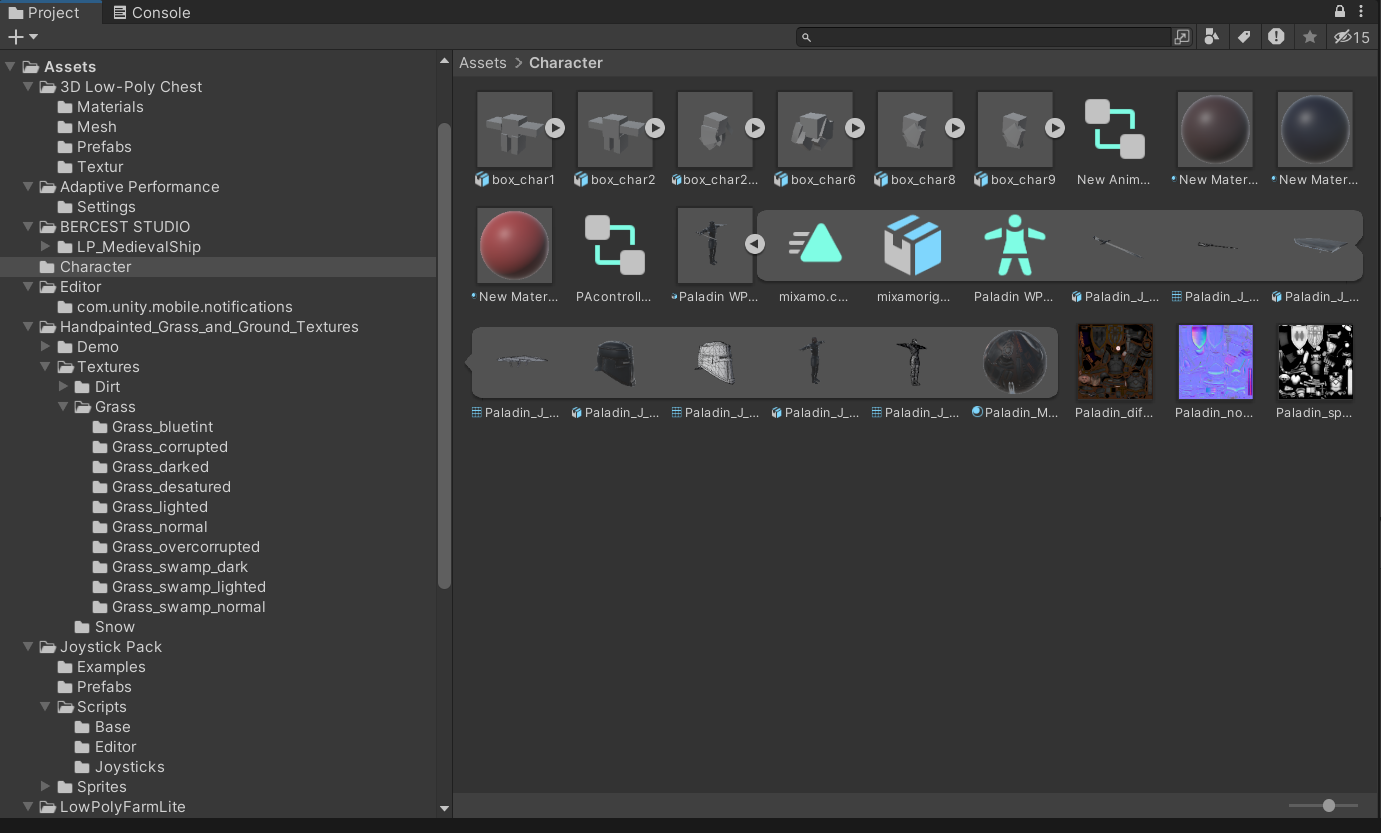 Project Console
15
Assets
3D Low-Poly Chest
Materials
Mesh
Prefabs
Textur
Adaptive Performance
Settings
BERCEST STUDIO
LP_MedievalShip
Character
Editor
com.unity.mobile.notifications
Handpainted_Grass_and_Ground_Textures
Demo
Textures
Dirt
Grass
Grass_bluetint
Grass_corrupted
Grass_darked
Grass_desatured
Grass_lighted
Grass_normal
Grass_overcorrupted
Grass_swamp_dark
Grass_swamp_lighted
Grass_swamp_normal
Snow
Joystick Pack
Examples
Prefabs
Scripts
Base
Editor
Joysticks
Sprites
LowPolyFarmLite
Assets > Character
box_char1 box_char2 box_char2... box_char6 box_char8 box_char9 New Anim... New Mater... New Mater...
New Mater... PAcontroll... Paladin WP... mixamo.c... mixamorig... Paladin WP... Paladin_J_... Paladin_J_... Paladin_J_...
Paladin_J_... Paladin_J_... Paladin_J_... Paladin_J_... Paladin_J_... Paladin_M... Paladin_dif... Paladin_no... Paladin_sp...